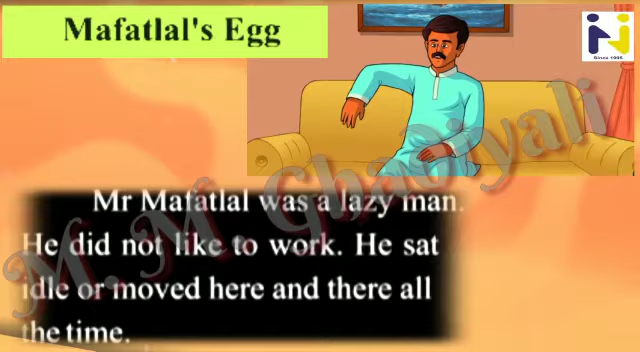 Mafatlal's Egg
Since 1995
Mr Mafatlal was a lazy man.
He did not like to work. He sat
idle or moved here and there all
the time.
M. M. Ghadiyali